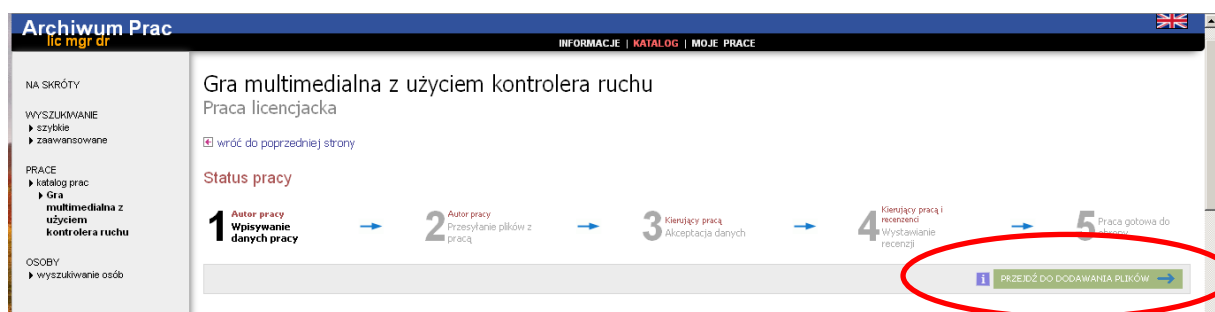 Archiwum Prac
lic mgr dr
INFORMACJE | KATALOG | MOJE PRACE
NA SKRÓTY
WYSZUKIWANIE
szybkie
zaawansowane
PRACE
katalog prac
Gra
multimedialna z
użyciem
kontrolera ruchu
OSOBY
wyszukiwanie osób
Gra multimedialna z użyciem kontrolera ruchu
Praca licencjacka
wróć do poprzedniej strony
Status pracy
1 Autor pracy
Wpisywanie
danych pracy
2 Autor pracy
Przesyłanie plików z
pracą
3 Kierujący pracą
Akceptacja danych
4 Kierujący pracą i
recenzenci
Wystawianie
recenzji
5 Praca gotowa do
obrony
i PRZEJDŹ DO DODAWANIA PLIKÓW